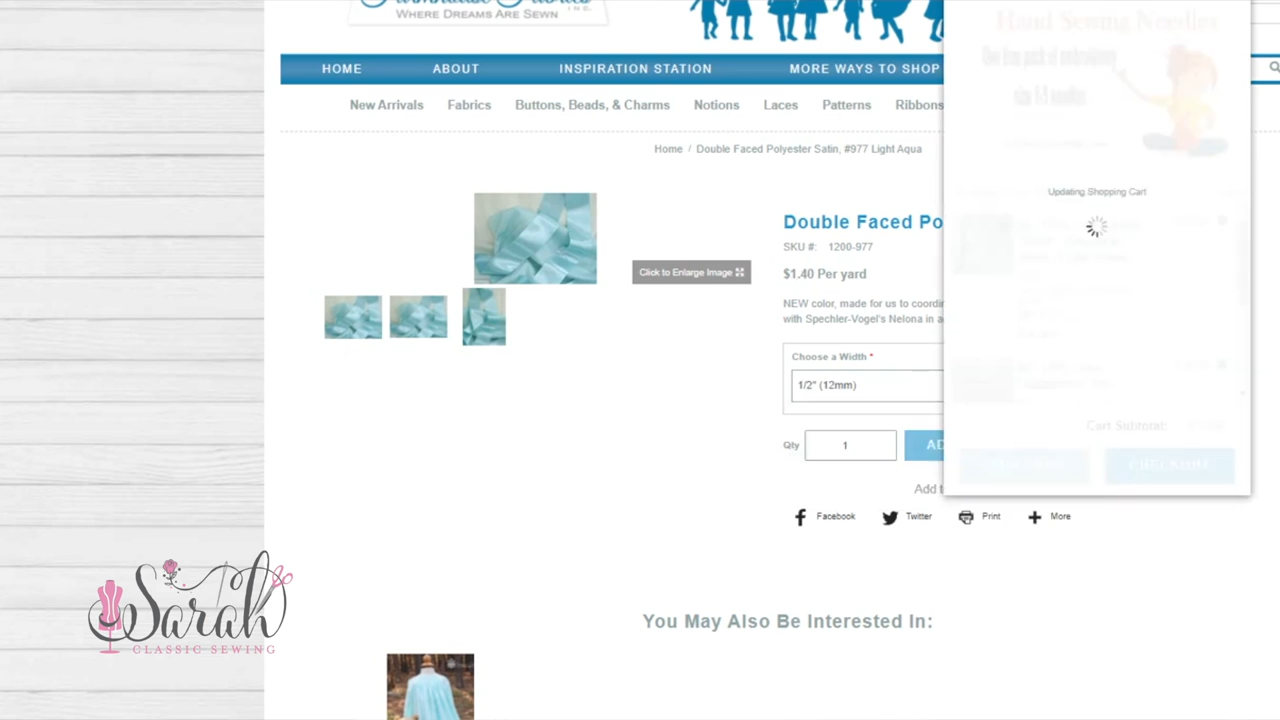 WHERE DREAMS ARE SEWN INC.
Hand Sewing Needles
HOME ABOUT INSPIRATION STATION MORE WAYS TO SHOP
New Arrivals Fabrics Buttons, Beads, & Charms Notions Laces Patterns Ribbons
Home / Double Faced Polyester Satin, #977 Light Aqua
Updating Shopping Cart
Double Faced Po
SKU #: 1200-977
$1.40 Per yard
Click to Enlarge Image
NEW color, made for us to coordin
with Spechler-Vogel's Nelona in a
Choose a Width *
1/2" (12mm)
Cart Subtotal:
Qty 1 AD
CHECKOUT
Add t
Facebook Twitter Print More
You May Also Be Interested In:
Sarah
CLASSIC SEWING